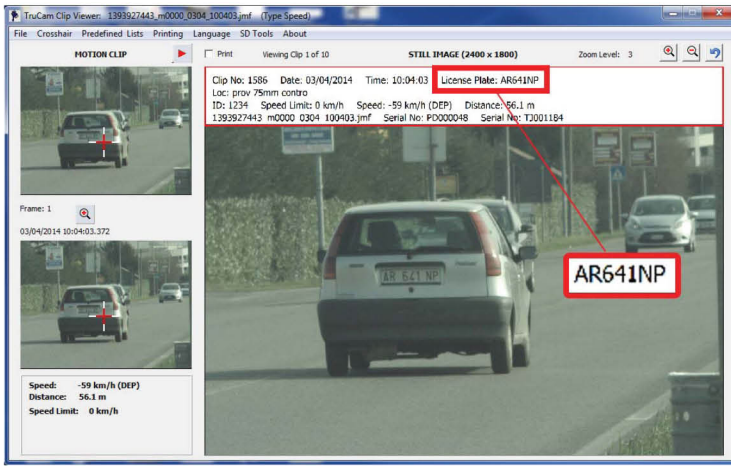 TruCam Clip Viewer: 1393927443_m0000_0304_100403.jmf (Type Speed)
File Crosshair Predefined Lists Printing Language SD Tools About
MOTION CLIP
Print Viewing Clip 1 of 10 STILL IMAGE (2400 x 1800) Zoom Level: 3
Clip No: 1586 Date: 03/04/2014 Time: 10:04:03 License Plate: AR641NP
Loc: prov 75mm contro
ID: 1234 Speed Limit: 0 km/h Speed: -59 km/h (DEP) Distance: 56.1 m
1393927443_m0000_0304_100403.jmf Serial No: PD000048 Serial No: TJ001184
Frame: 1
03/04/2014 10:04:03.372
AR 641 NP
AR641NP
Speed: -59 km/h (DEP)
Distance: 56.1 m
Speed Limit: 0 km/h